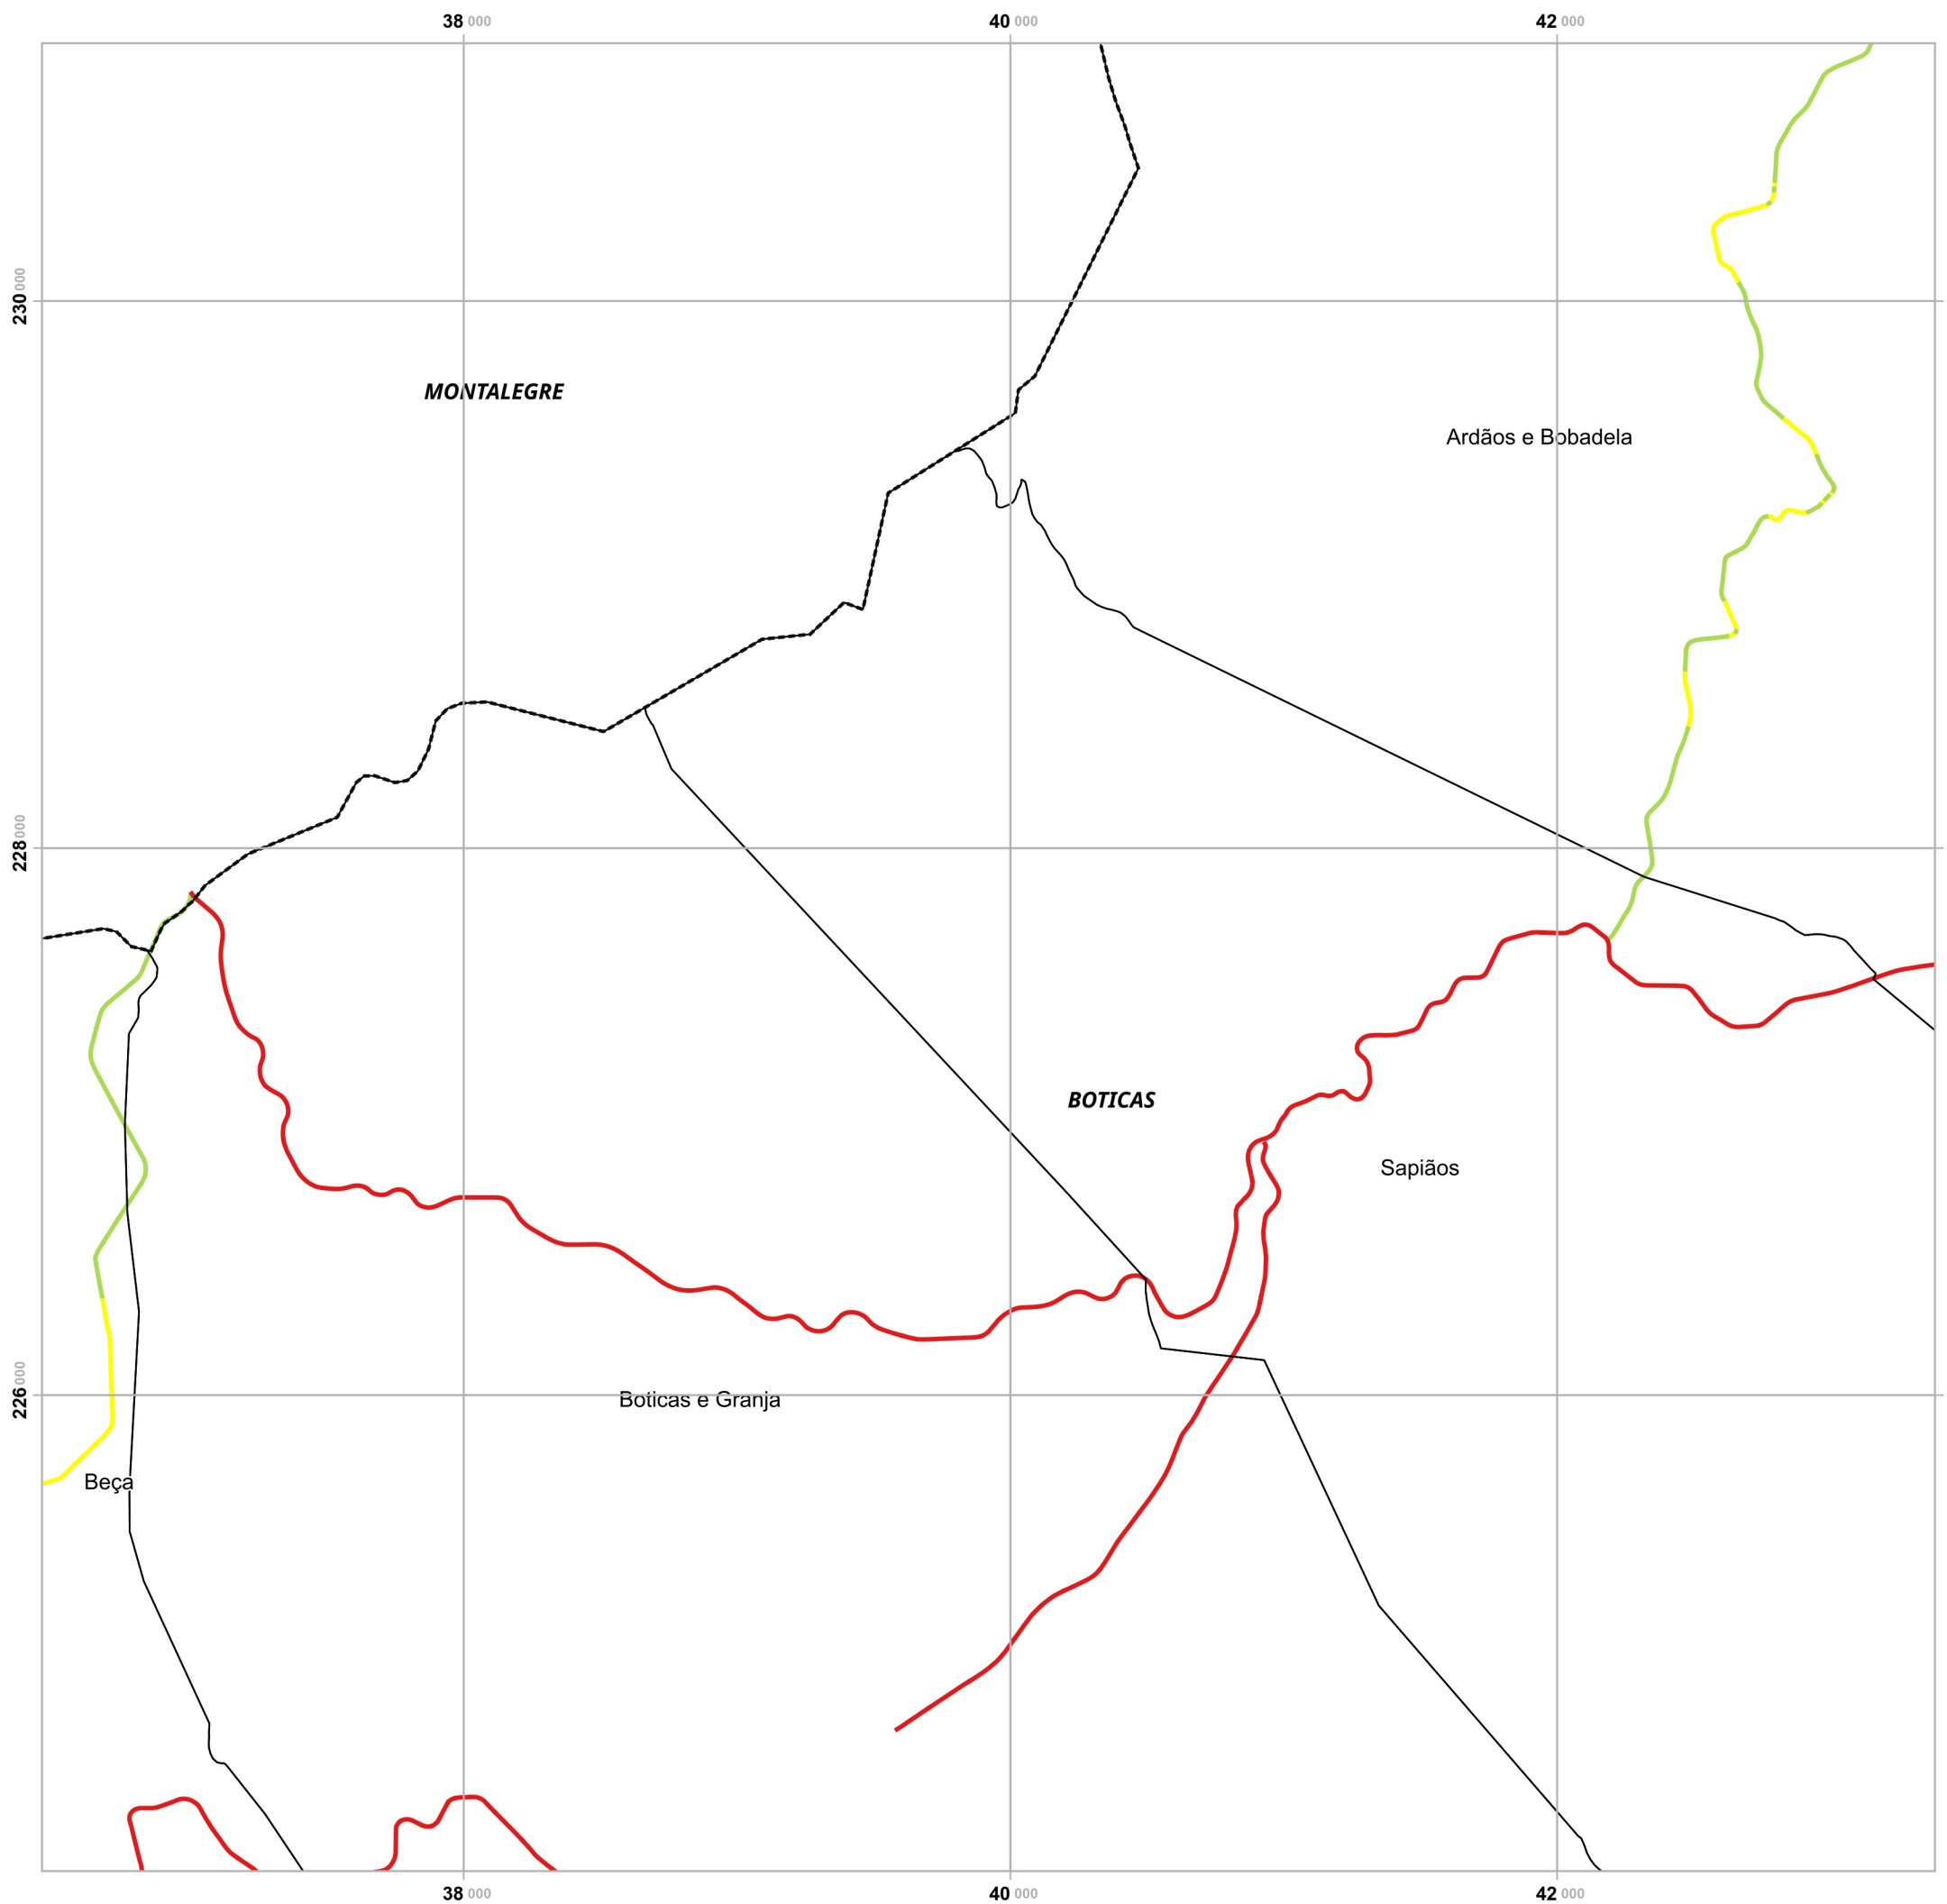 38 000
40 000
42 000
230 000
MONTALEGRE
Ardãos e Bobadela
228 000
BOTICAS
Sapiãos
226 000
Boticas e Granja
Beça
38 000
40 000
42 000